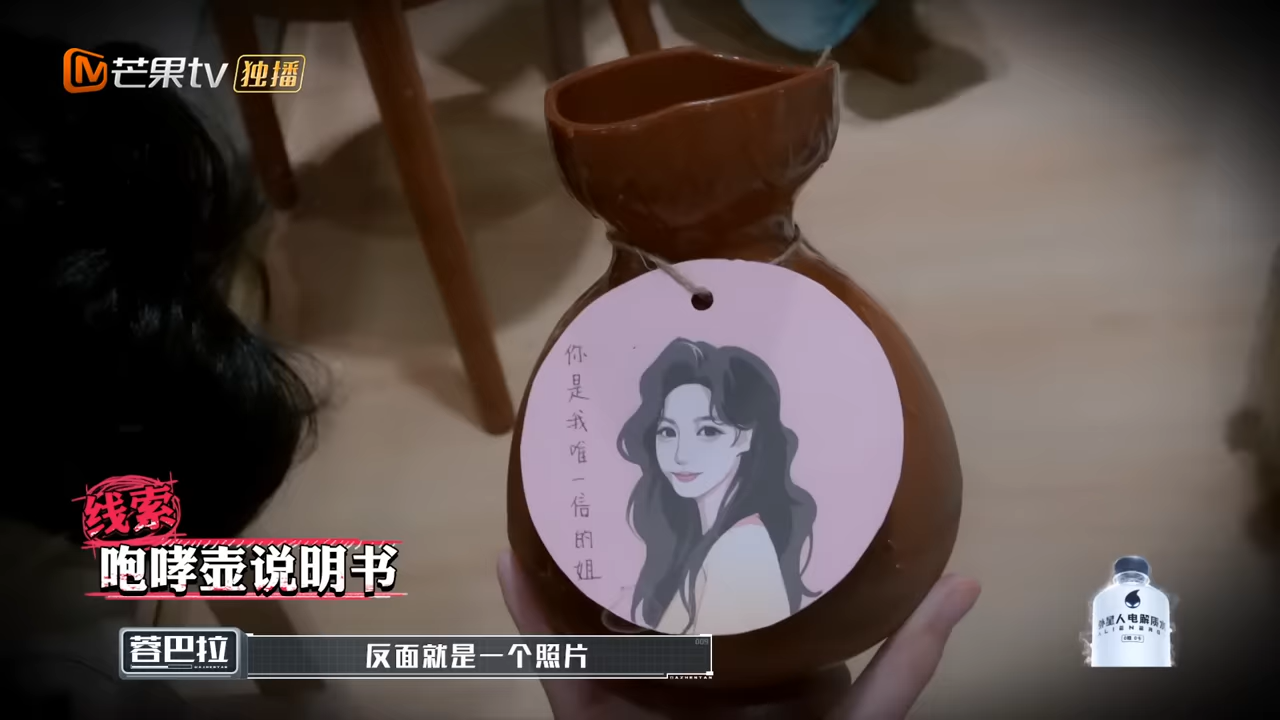 芒果tv 独播
你是我唯一信的姐
线索
咆哮壶说明书
蓉巴拉
反面就是一个照片
外星人电解质水